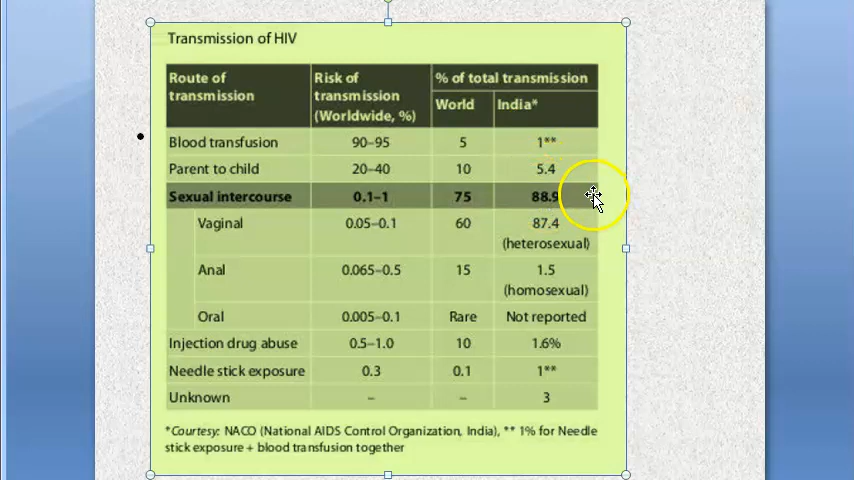 Transmission of HIV
Route of transmission | Risk of transmission (Worldwide, %) | % of total transmission
World | India*
Blood transfusion | 90–95 | 5 | 1**
Parent to child | 20–40 | 10 | 5.4
Sexual intercourse | 0.1–1 | 75 | 88.9
Vaginal | 0.05–0.1 | 60 | 87.4 (heterosexual)
Anal | 0.065–0.5 | 15 | 1.5 (homosexual)
Oral | 0.005–0.1 | Rare | Not reported
Injection drug abuse | 0.5–1.0 | 10 | 1.6%
Needle stick exposure | 0.3 | 0.1 | 1**
Unknown | – | – | 3
*Courtesy: NACO (National AIDS Control Organization, India), ** 1% for Needle
stick exposure + blood transfusion together